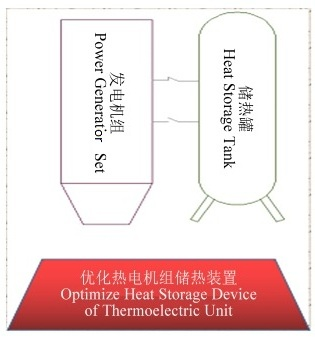 发电机组
Power Generator Set
储热罐
Heat Storage Tank
优化热电机组储热装置
Optimize Heat Storage Device
of Thermoelectric Unit